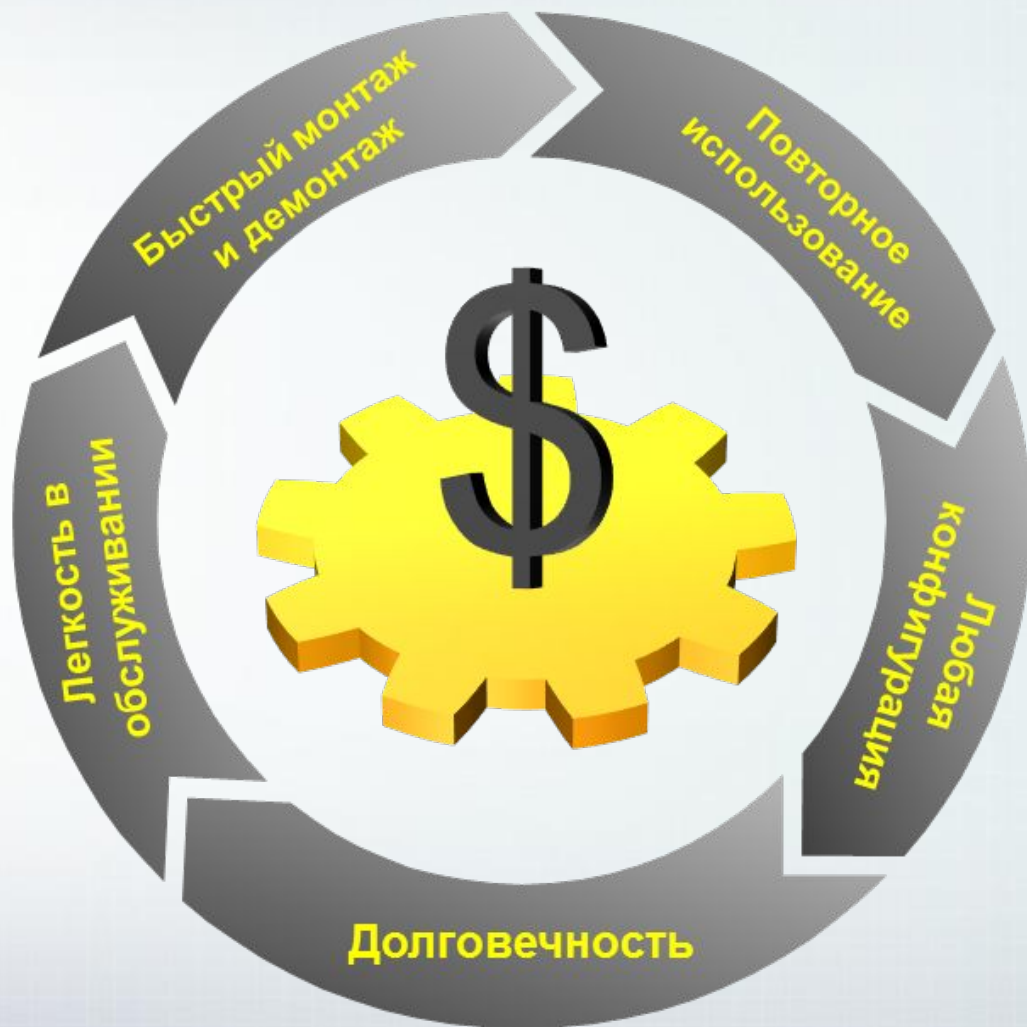 Быстрый монтаж
и демонтаж
Повторное
использование
Любая
конфигурация
Долговечность
Легкость в
обслуживании
$